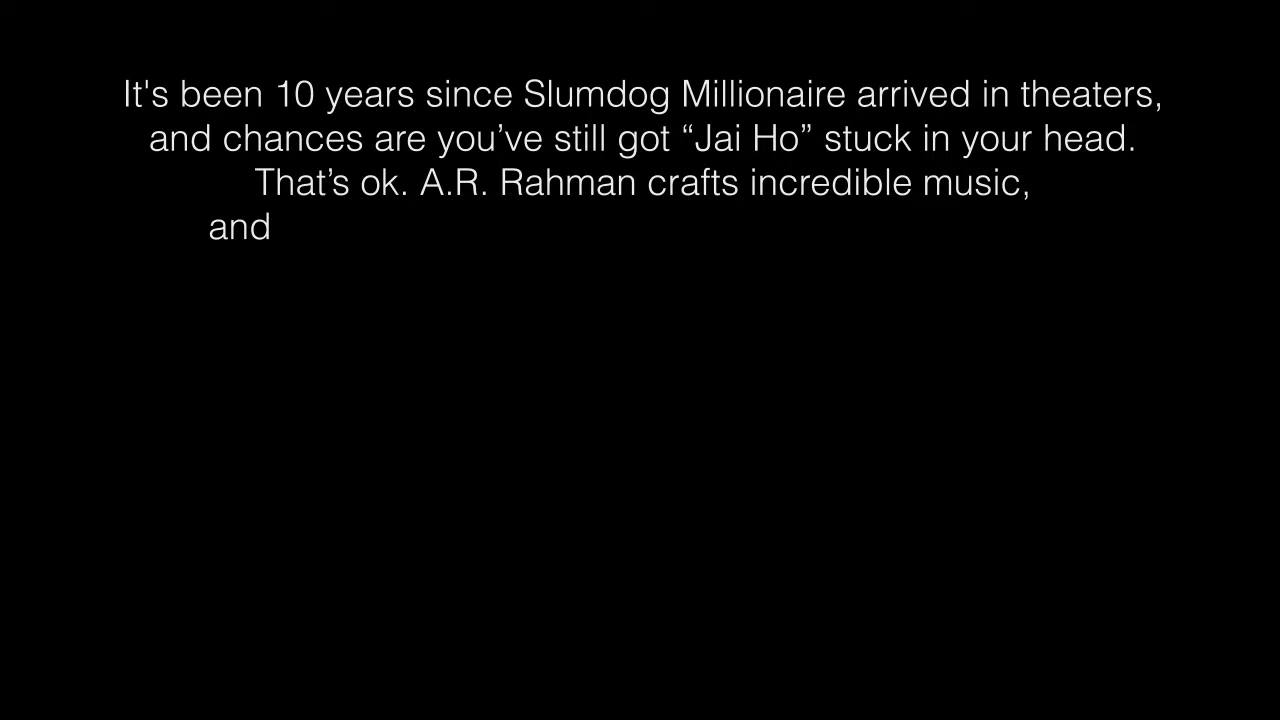 It's been 10 years since Slumdog Millionaire arrived in theaters,
and chances are you’ve still got “Jai Ho” stuck in your head.
That’s ok. A.R. Rahman crafts incredible music,
and